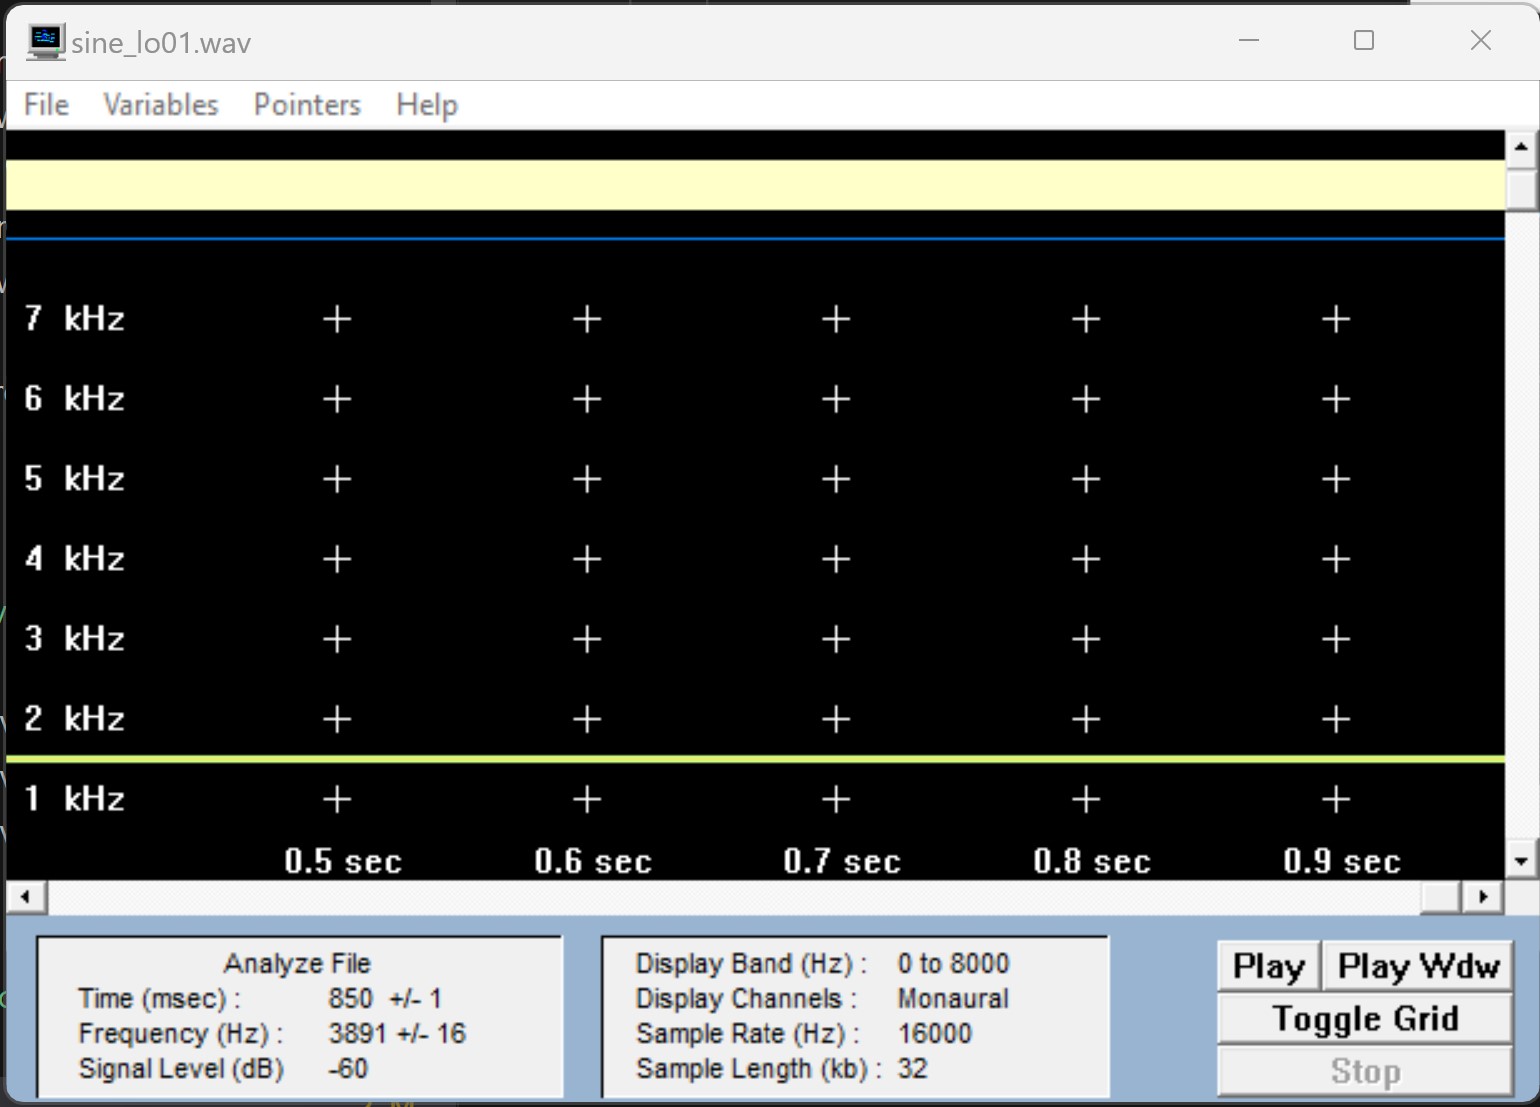 sine_lo01.wav
File Variables Pointers Help
7 kHz
6 kHz
5 kHz
4 kHz
3 kHz
2 kHz
1 kHz
0.5 sec 0.6 sec 0.7 sec 0.8 sec 0.9 sec
Analyze File
Time (msec) : 850 +/- 1
Frequency (Hz) : 3891 +/- 16
Signal Level (dB) -60
Display Band (Hz) : 0 to 8000
Display Channels : Monaural
Sample Rate (Hz) : 16000
Sample Length (kb) : 32
Play Play Wdw
Toggle Grid
Stop